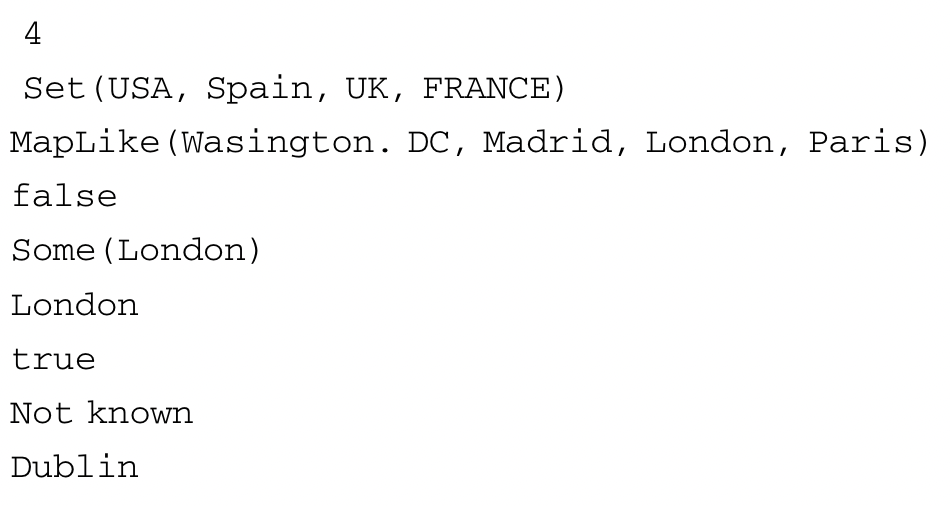 4
Set(USA, Spain, UK, FRANCE)
MapLike(Wasington. DC, Madrid, London, Paris)
false
Some(London)
London
true
Not known
Dublin